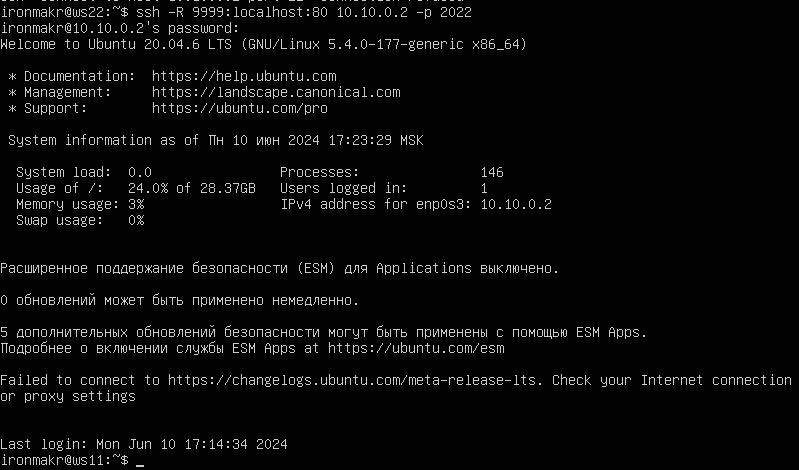 ironmakr@ws22:~$ ssh -R 9999:localhost:80 10.10.0.2 -p 2022
ironmakr@10.10.0.2's password:
Welcome to Ubuntu 20.04.6 LTS (GNU/Linux 5.4.0-177-generic x86_64)
* Documentation:  https://help.ubuntu.com
* Management:     https://landscape.canonical.com
* Support:        https://ubuntu.com/pro
System information as of Пн 10 июн 2024 17:23:29 MSK
System load:  0.0                Processes:               146
Usage of /:   24.0% of 28.37GB   Users logged in:         1
Memory usage: 3%                 IPv4 address for enp0s3: 10.10.0.2
Swap usage:   0%
Расширенное поддержание безопасности (ESM) для Applications выключено.
0 обновлений может быть применено немедленно.
5 дополнительных обновлений безопасности могут быть применены с помощью ESM Apps.
Подробнее о включении службы ESM Apps at https://ubuntu.com/esm
Failed to connect to https://changelogs.ubuntu.com/meta-release-lts. Check your Internet connection
or proxy settings
Last login: Mon Jun 10 17:14:34 2024
ironmakr@ws11:~$ _